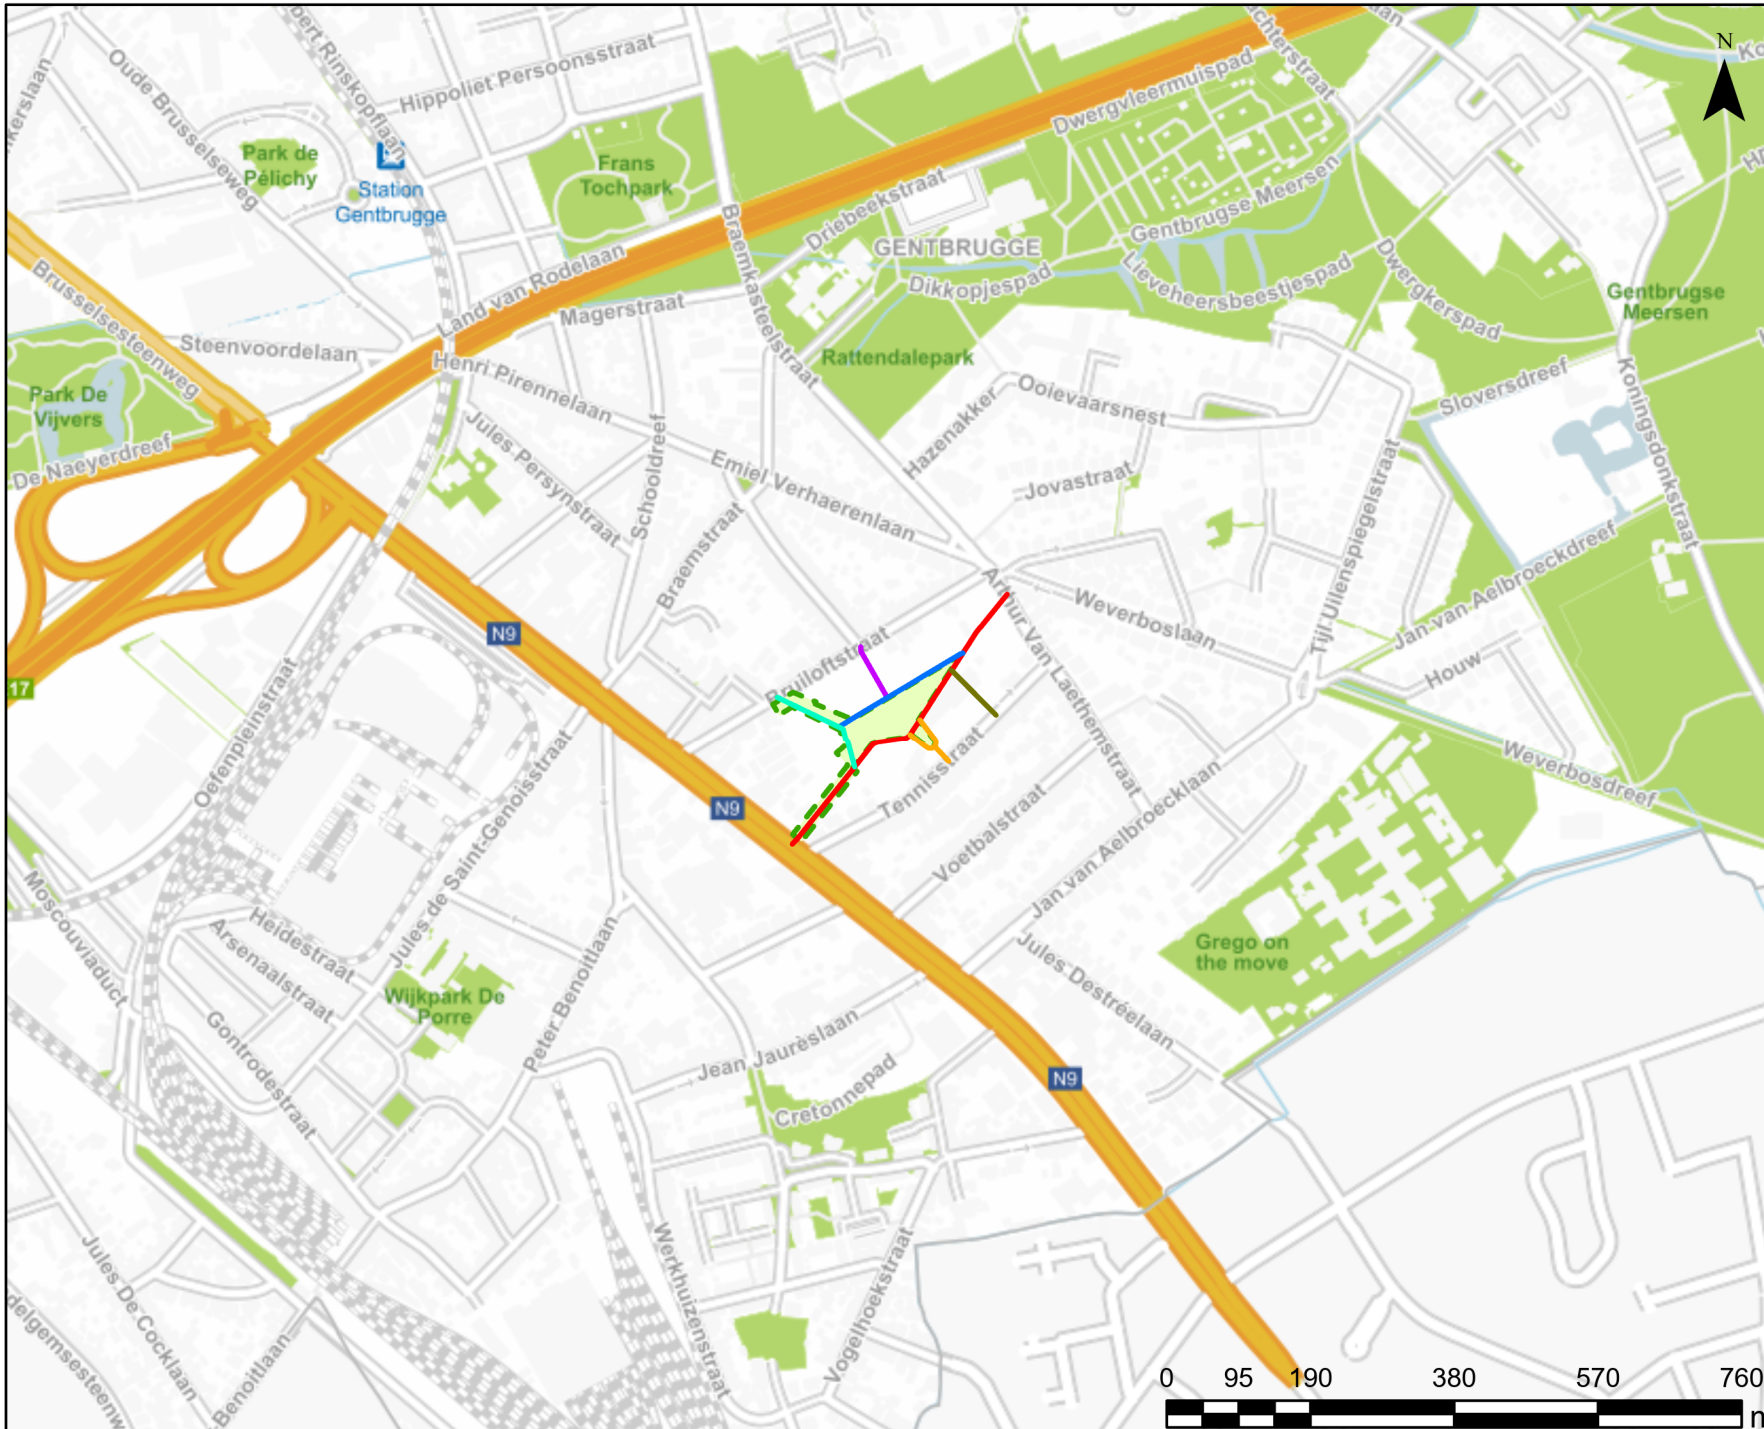 N
Oude Brusselseweg
Hippoliet Persoonsstraat
Park de
Pélichy
Station
Gentbrugge
Frans
Tochpark
Dwergvleermuispad
Driebeekstraat
GENTBRUGGE
Gentbrugse Meersen
Dikkopjespad
Lieveheersbeestjespad
Dwergkerspad
Gentbrugse
Meersen
Braemkasteelstraat
Land van Rodelaan
Magerstraat
Brusselsesteenweg
Steenvoordelaan
Henri Pirennelaan
Rattendalepark
Park De
Vijvers
De Naeyerdreef
Ooievaarsnest
Hazenakker
Sloversdreef
Koningsdonkstraat
Jules Persynstraat
Schooldreef
Emiel Verhaerenlaan
Jovastraat
Tijl Uilenspiegelstraat
Braemstraat
Jan van Aelbroeckdreef
Arthur Van Laethemstraat
Weverboslaan
N9
Bruiloftstraat
Houw
17
Oefenpleinstraat
Weverbosdreef
N9
Tennisstraat
Voetbalstraat
Jan van Aelbroecklaan
Jules de Saint-Genoisstraat
Moscouviaduct
Heidestraat
Arsenaalstraat
Wijkpark De
Porre
Peter Benoitlaan
Jules Destréelaan
Grego on
the move
Gontrodestraat
Jean Jaurèslaan
Cretonnepad
N9
Jules De Cocklaan
Werkhuizenstraat
Vogelhoekstraat
Benoitlaan
0 95 190 380 570 760